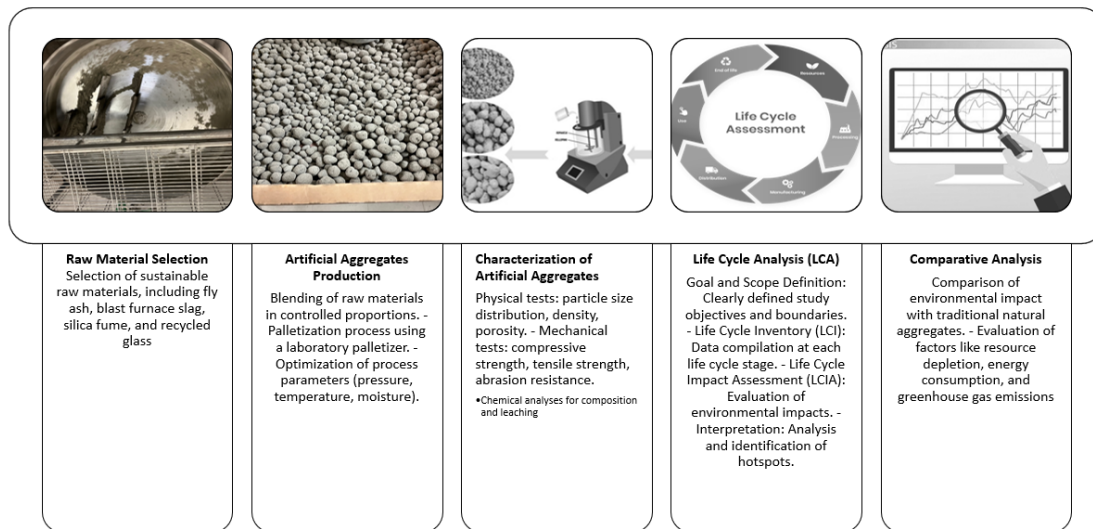 End of life
Resources
Use
Life Cycle
Assessment
Processing
Distribution
Manufacturing
Raw Material Selection
Selection of sustainable
raw materials, including fly
ash, blast furnace slag,
silica fume, and recycled
glass
Artificial Aggregates
Production
Blending of raw materials
in controlled proportions. -
Palletization process using
a laboratory palletizer. -
Optimization of process
parameters (pressure,
temperature, moisture).
Characterization of
Artificial Aggregates
Physical tests: particle size
distribution, density,
porosity. - Mechanical
tests: compressive
strength, tensile strength,
abrasion resistance.
•Chemical analyses for composition
and leaching
Life Cycle Analysis (LCA)
Goal and Scope Definition:
Clearly defined study
objectives and boundaries.
- Life Cycle Inventory (LCI):
Data compilation at each
life cycle stage. - Life Cycle
Impact Assessment (LCIA):
Evaluation of
environmental impacts. -
Interpretation: Analysis
and identification of
hotspots.
Comparative Analysis
Comparison of
environmental impact
with traditional natural
aggregates. - Evaluation of
factors like resource
depletion, energy
consumption, and
greenhouse gas emissions